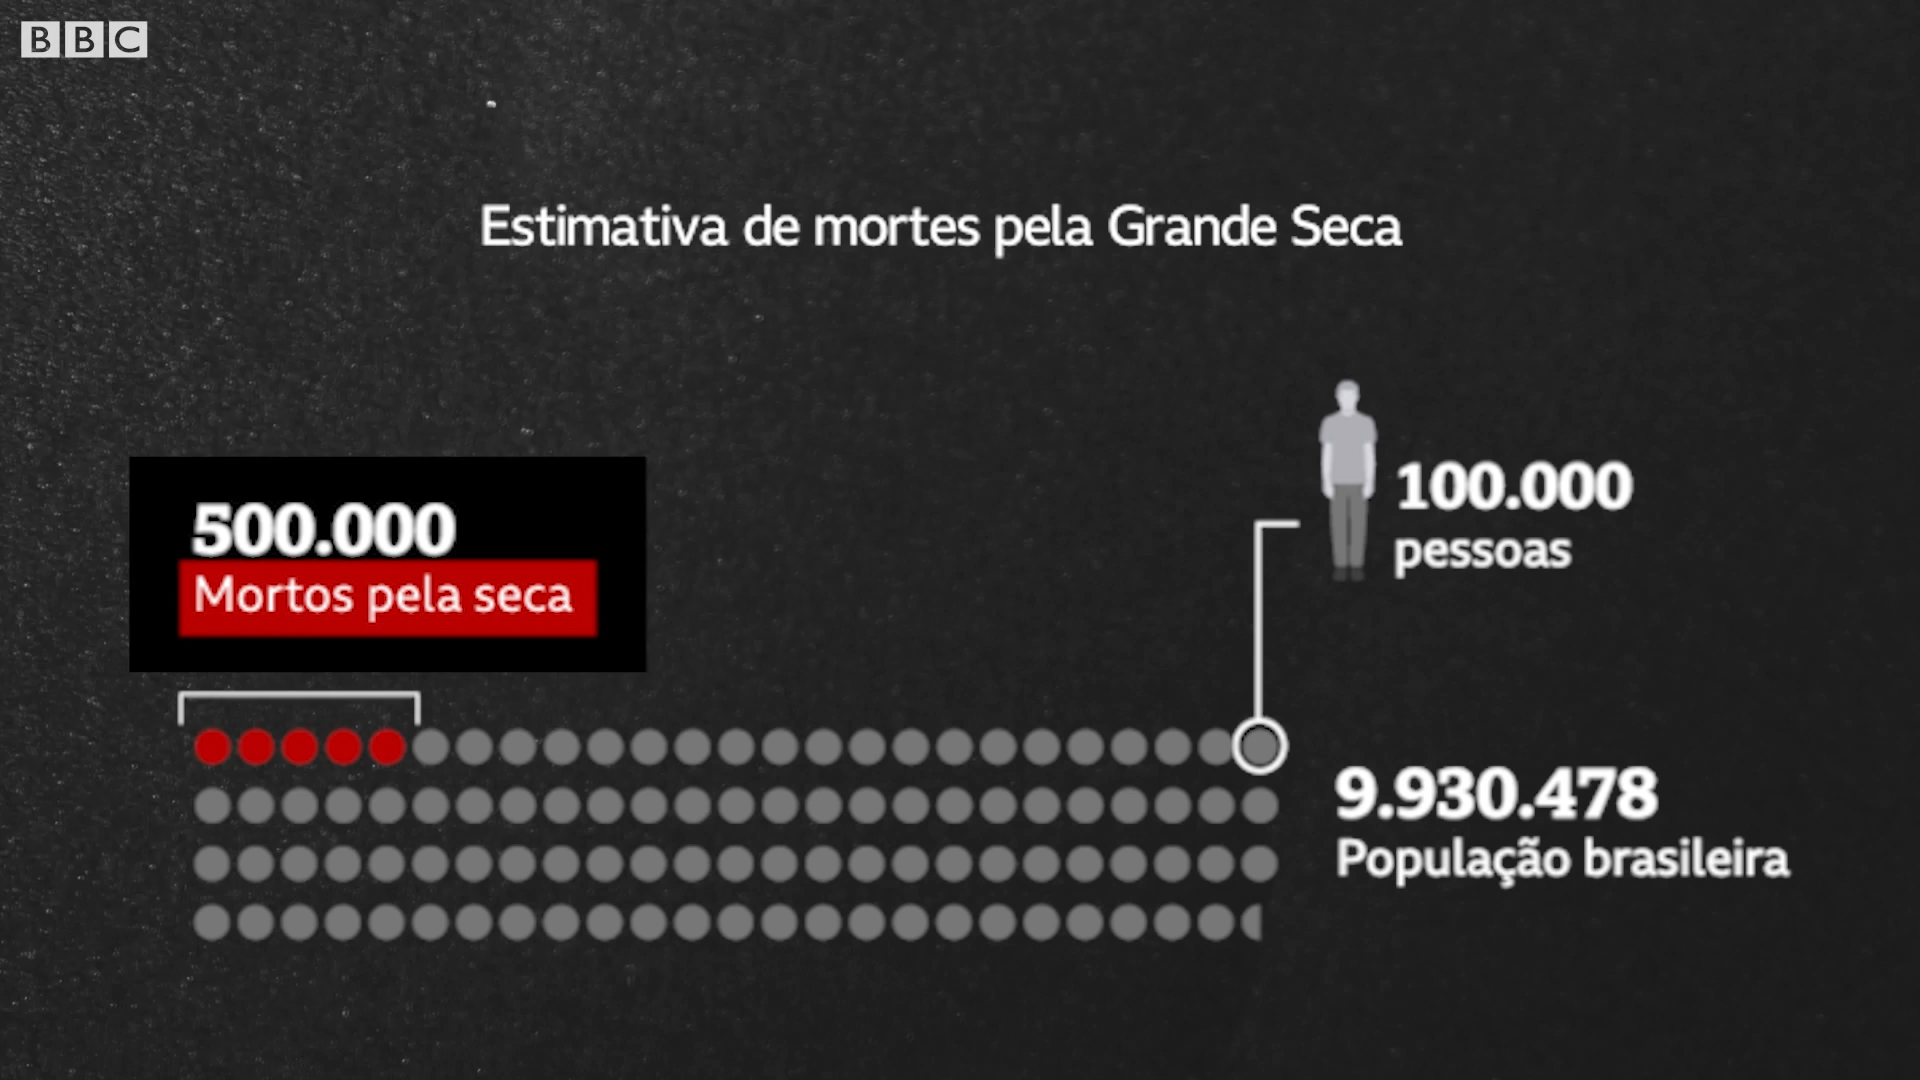 BBC
Estimativa de mortes pela Grande Seca
100.000
pessoas
500.000
Mortos pela seca
9.930.478
População brasileira